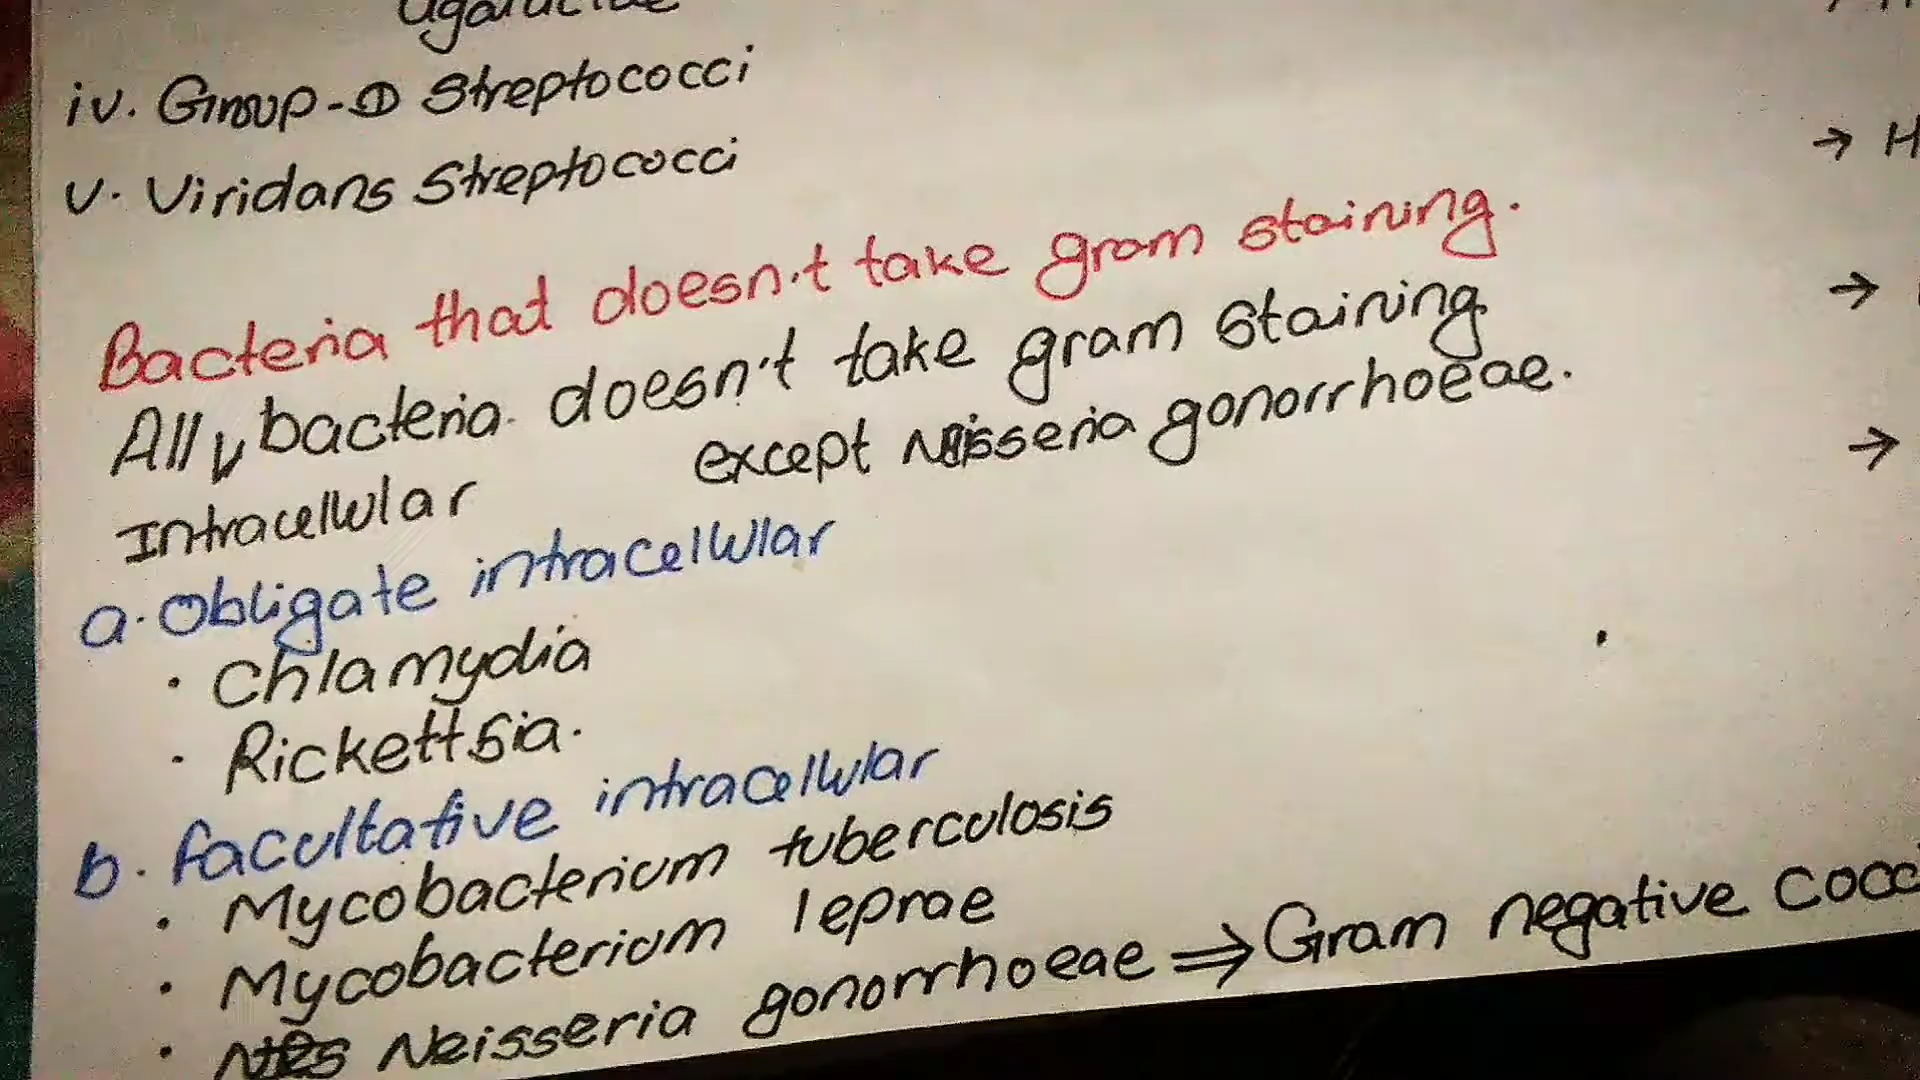 iv. Group-D Streptococci
v. Viridans Streptococci
Bacteria that doesn't take gram staining.
All bacteria doesn't take gram staining
Intracellular
except Neisseria gonorrhoeae.
a. Obligate intracellular
• Chlamydia
• Rickettsia.
b. facultative intracellular
• Mycobacterium tuberculosis
• Mycobacterium leprae
• Neisseria gonorrhoeae ⇒ Gram negative cocc
→ H
→
→